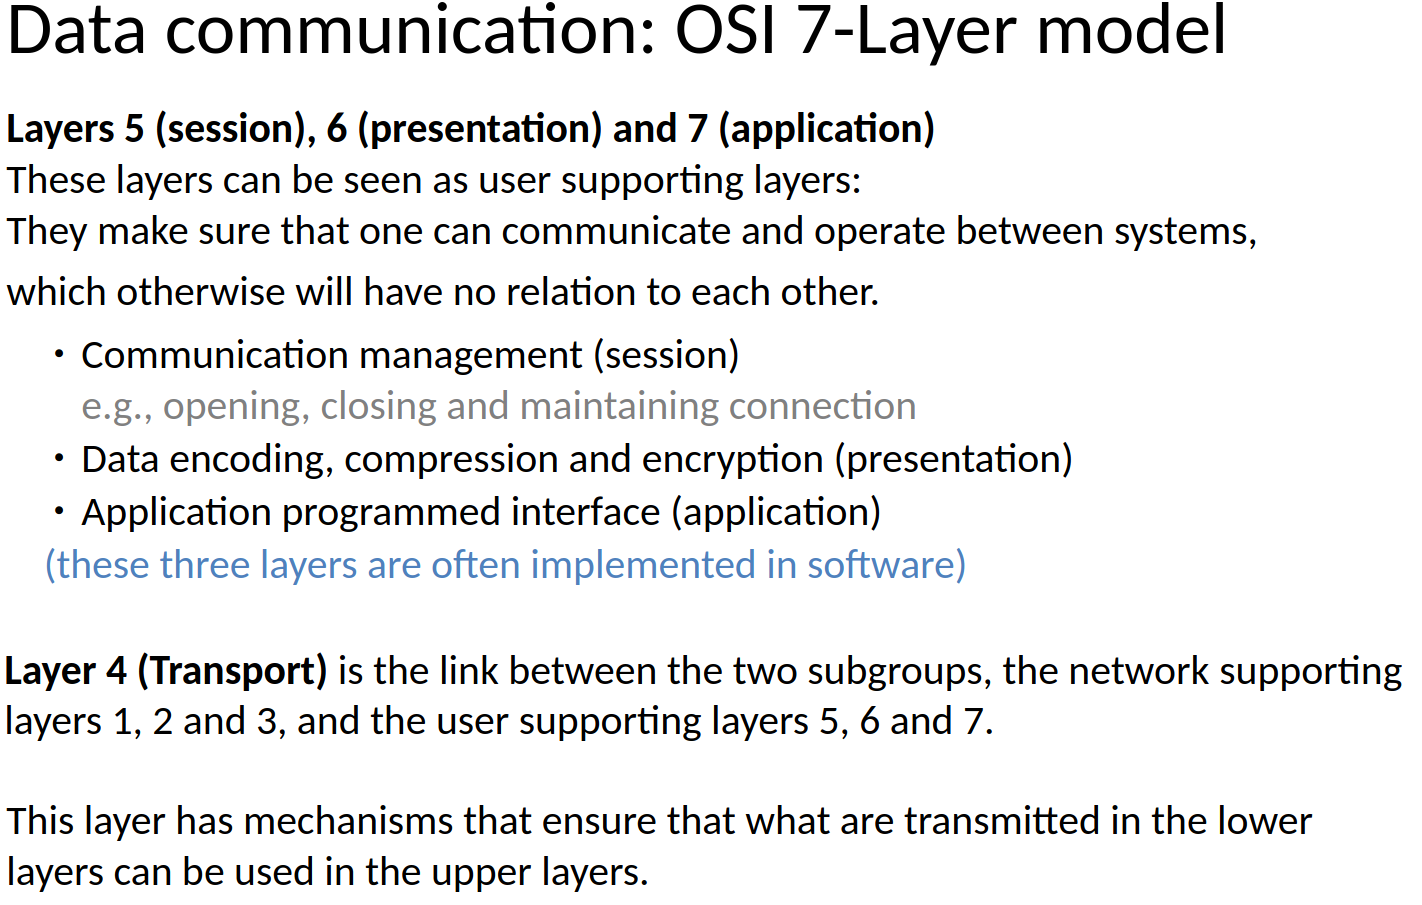 Data communication: OSI 7-Layer model
Layers 5 (session), 6 (presentation) and 7 (application)
These layers can be seen as user supporting layers:
They make sure that one can communicate and operate between systems,
which otherwise will have no relation to each other.
• Communication management (session)
e.g., opening, closing and maintaining connection
• Data encoding, compression and encryption (presentation)
• Application programmed interface (application)
(these three layers are often implemented in software)
Layer 4 (Transport) is the link between the two subgroups, the network supporting
layers 1, 2 and 3, and the user supporting layers 5, 6 and 7.
This layer has mechanisms that ensure that what are transmitted in the lower
layers can be used in the upper layers.